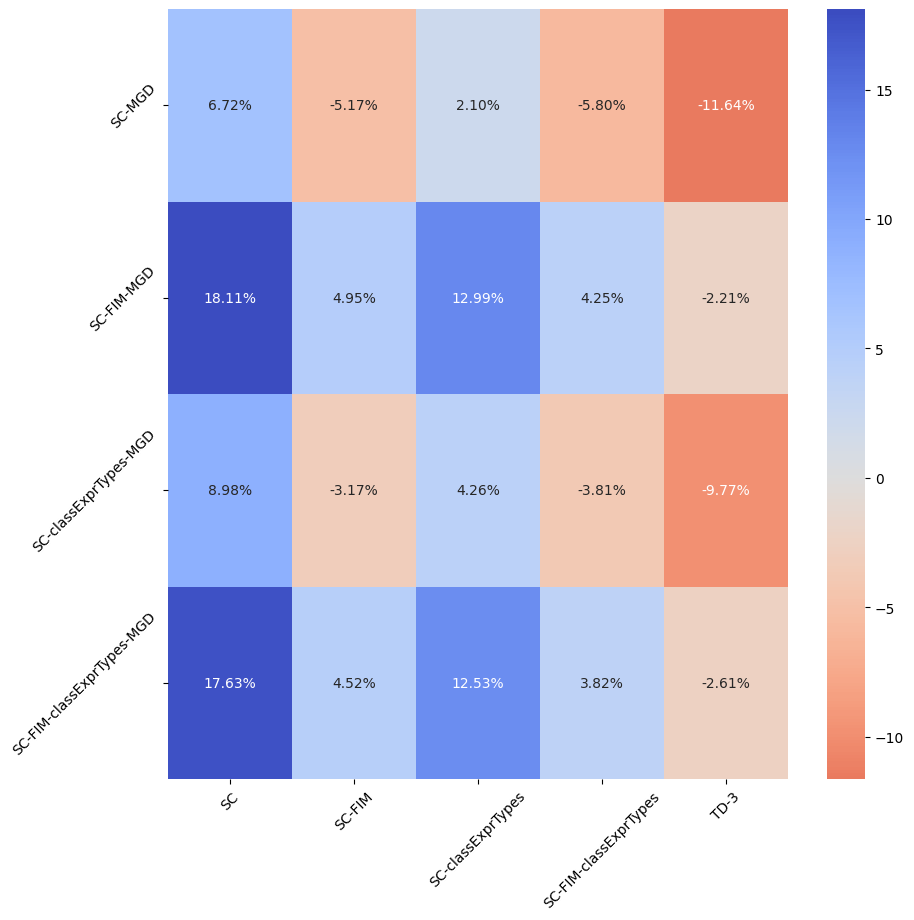 SC-MGD
6.72% -5.17% 2.10% -5.80% -11.64%
SC-FIM-MGD
18.11% 4.95% 12.99% 4.25% -2.21%
SC-classExprTypes-MGD
8.98% -3.17% 4.26% -3.81% -9.77%
SC-FIM-classExprTypes-MGD
17.63% 4.52% 12.53% 3.82% -2.61%
SC
SC-FIM
SC-classExprTypes
SC-FIM-classExprTypes
TD-3
15
10
5
0
−5
−10